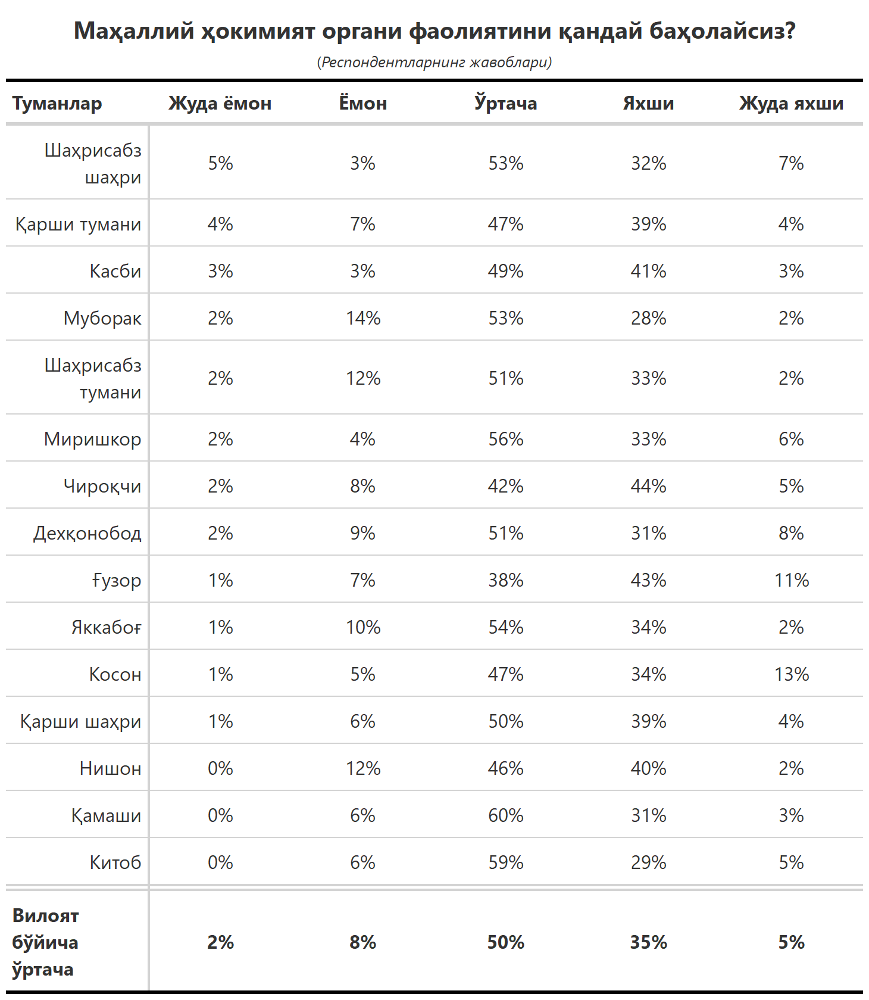 Маҳаллий ҳокимият органи фаолиятини қандай баҳолайсиз?
(Респондентларнинг жавоблари)
Туманлар Жуда ёмон Ёмон Ўртача Яхши Жуда яхши
Шаҳрисабз
шаҳри 5% 3% 53% 32% 7%
Қарши тумани 4% 7% 47% 39% 4%
Касби 3% 3% 49% 41% 3%
Муборак 2% 14% 53% 28% 2%
Шаҳрисабз
тумани 2% 12% 51% 33% 2%
Миришкор 2% 4% 56% 33% 6%
Чироқчи 2% 8% 42% 44% 5%
Дехқонобод 2% 9% 51% 31% 8%
Ғузор 1% 7% 38% 43% 11%
Яккабоғ 1% 10% 54% 34% 2%
Косон 1% 5% 47% 34% 13%
Қарши шаҳри 1% 6% 50% 39% 4%
Нишон 0% 12% 46% 40% 2%
Қамаши 0% 6% 60% 31% 3%
Китоб 0% 6% 59% 29% 5%
Вилоят
бўйича 2% 8% 50% 35% 5%
ўртача